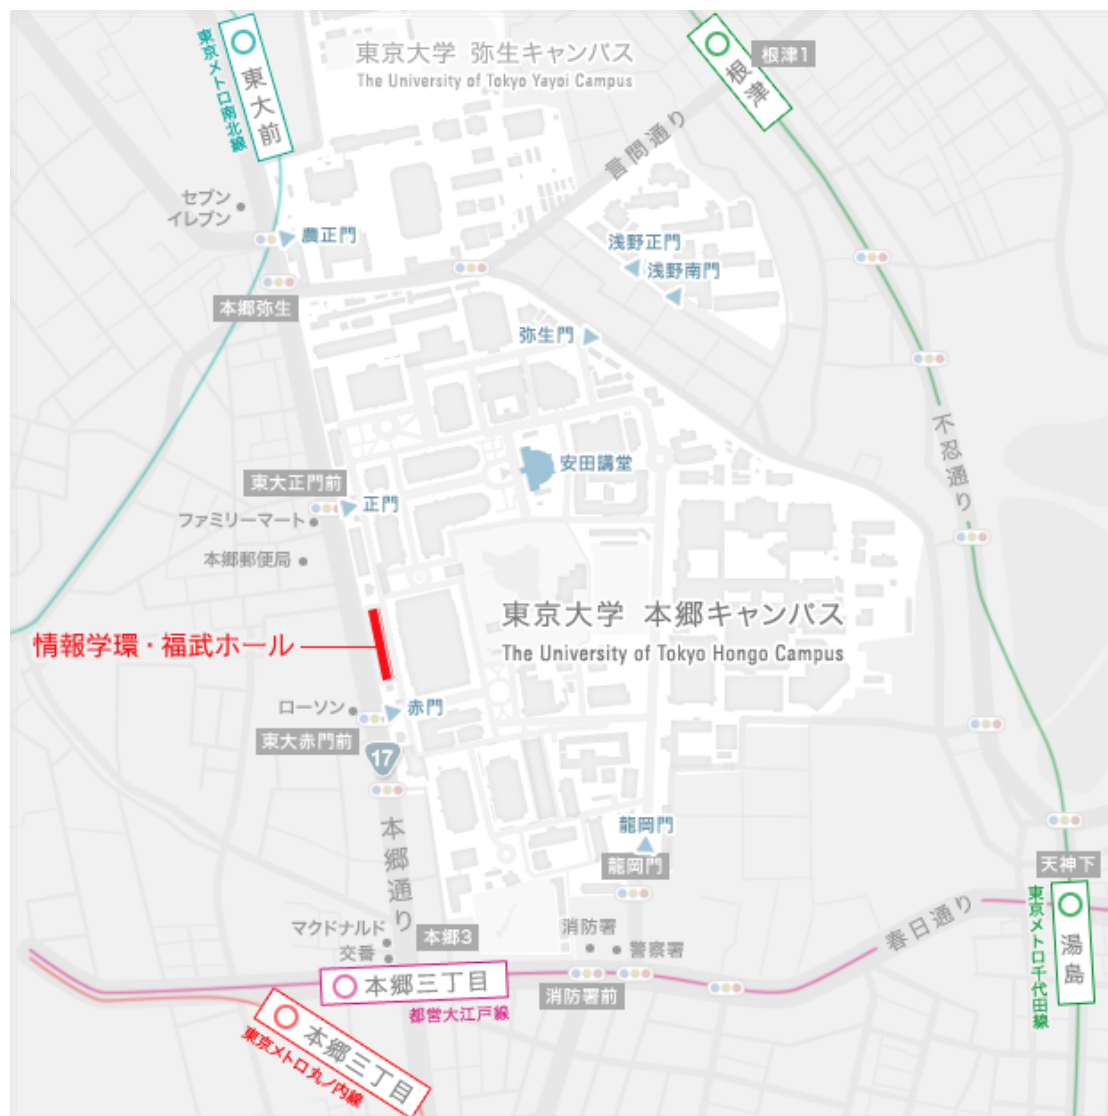 東京大学 弥生キャンパス
The University of Tokyo Yayoi Campus
東大前
東京メトロ南北線
根津
根津1
言問通り
セブン
イレブン
農正門
浅野正門
浅野南門
本郷弥生
弥生門
不忍通り
安田講堂
東大正門前
正門
ファミリーマート
本郷郵便局
東京大学 本郷キャンパス
The University of Tokyo Hongo Campus
情報学環・福武ホール
ローソン
赤門
東大赤門前
17
本郷通り
龍岡門
龍岡門
天神下
湯島
東京メトロ千代田線
春日通り
マクドナルド
交番
本郷3
消防署
警察署
本郷三丁目
都営大江戸線
消防署前
本郷三丁目
東京メトロ丸ノ内線